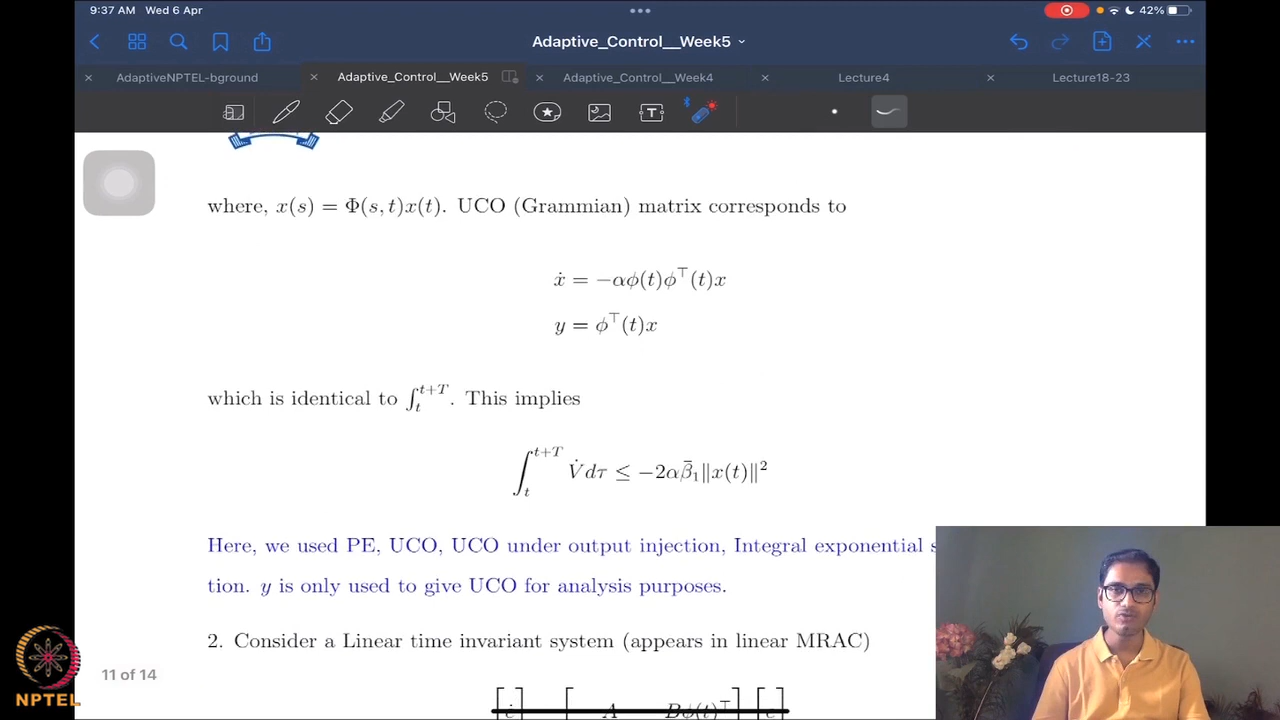 9:37 AM Wed 6 Apr
42%
Adaptive_Control__Week5
AdaptiveNPTEL-bground
Adaptive_Control__Week5
Adaptive_Control__Week4
Lecture4
Lecture18-23
where, x(s) = Φ(s, t)x(t). UCO (Grammian) matrix corresponds to
ẋ = −αϕ(t)ϕ⊤(t)x
y = ϕ⊤(t)x
which is identical to ∫ₜᵗ⁺ᵀ. This implies
∫ₜᵗ⁺ᵀ V̇dτ ≤ −2αβ̄₁‖x(t)‖²
Here, we used PE, UCO, UCO under output injection, Integral exponential
tion. y is only used to give UCO for analysis purposes.
2. Consider a Linear time invariant system (appears in linear MRAC)
11 of 14
NPTEL